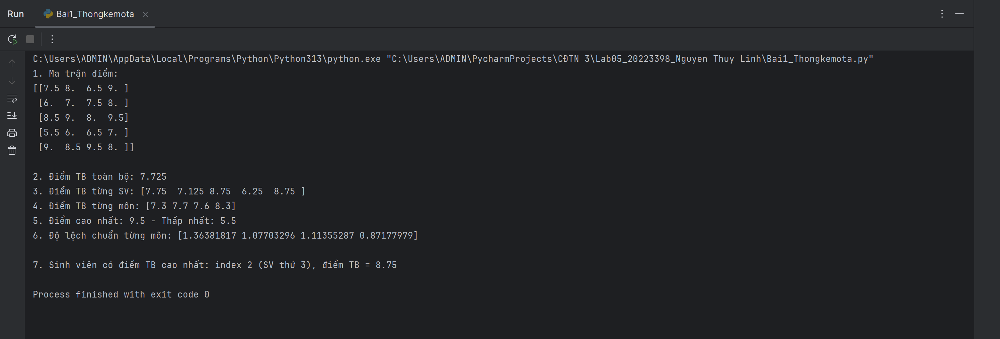 Run Bai1_Thongkemota
C:\Users\ADMIN\AppData\Local\Programs\Python\Python313\python.exe "C:\Users\ADMIN\PycharmProjects\CĐTN 3\Lab05_20223398_Nguyen Thuy Linh\Bai1_Thongkemota.py"
1. Ma trận điểm:
[[7.5 8.  6.5 9. ]
 [6.  7.  7.5 8. ]
 [8.5 9.  8.  9.5]
 [5.5 6.  6.5 7. ]
 [9.  8.5 9.5 8. ]]
2. Điểm TB toàn bộ: 7.725
3. Điểm TB từng SV: [7.75  7.125 8.75  6.25  8.75 ]
4. Điểm TB từng môn: [7.3 7.7 7.6 8.3]
5. Điểm cao nhất: 9.5 - Thấp nhất: 5.5
6. Độ lệch chuẩn từng môn: [1.36381817 1.07703296 1.11355287 0.87177979]
7. Sinh viên có điểm TB cao nhất: index 2 (SV thứ 3), điểm TB = 8.75
Process finished with exit code 0